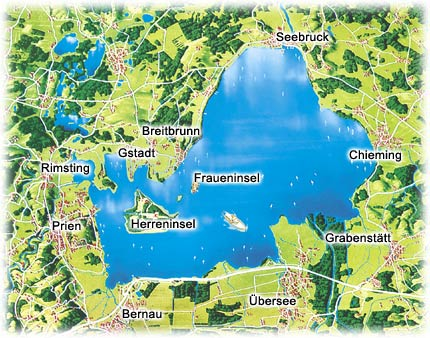 Seebruck
Breitbrunn
Gstadt
Chieming
Rimsting
Fraueninsel
Prien
Herreninsel
Grabenstätt
Übersee
Bernau